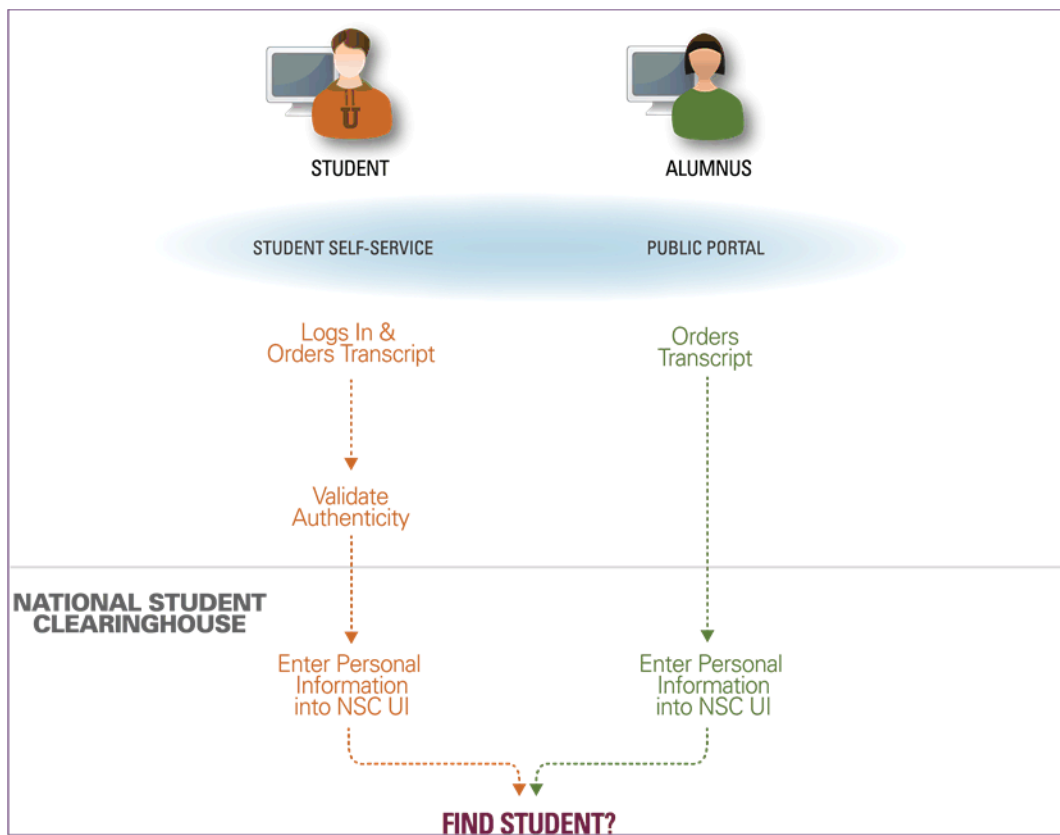 U
STUDENT
ALUMNUS
STUDENT SELF-SERVICE
PUBLIC PORTAL
Logs In &
Orders Transcript
Orders
Transcript
Validate
Authenticity
NATIONAL STUDENT
CLEARINGHOUSE
Enter Personal
Information
into NSC UI
Enter Personal
Information
into NSC UI
FIND STUDENT?